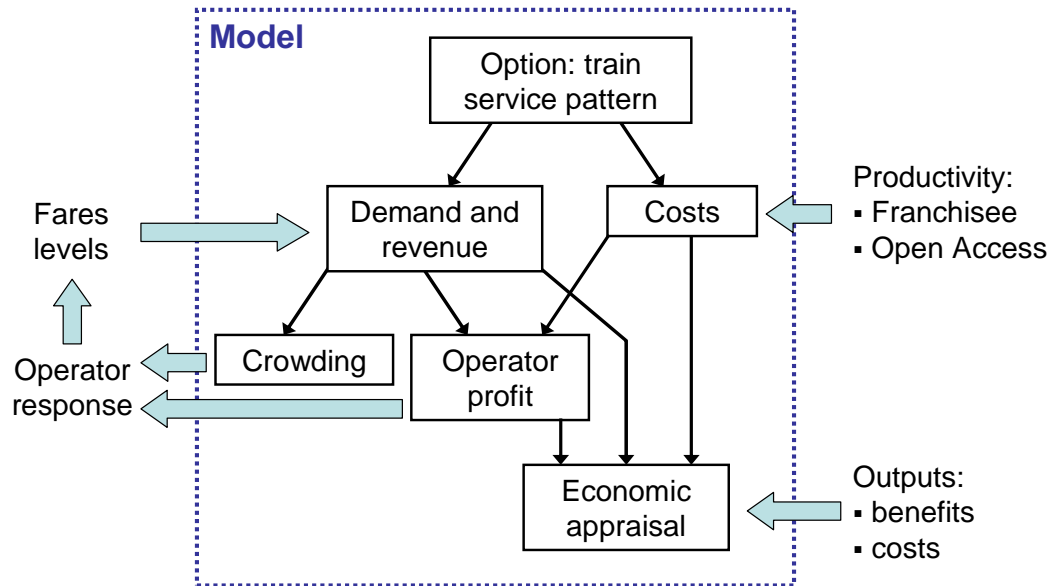 Model
Option: train
service pattern
Demand and
revenue
Costs
Productivity:
▪ Franchisee
▪ Open Access
Fares
levels
Crowding
Operator
profit
Operator
response
Economic
appraisal
Outputs:
▪ benefits
▪ costs